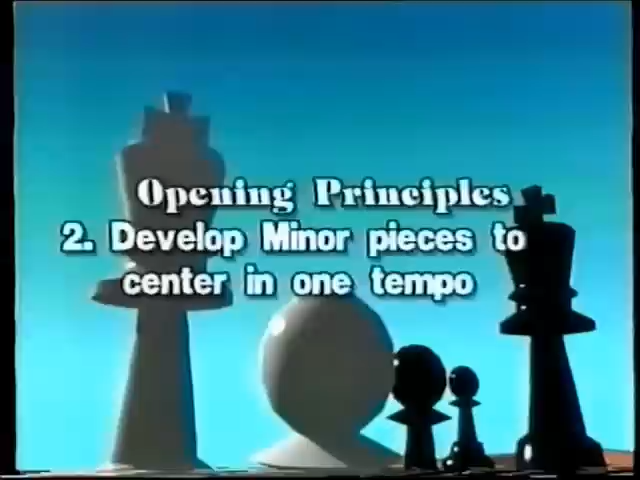 Opening Principles
2. Develop Minor pieces to
center in one tempo